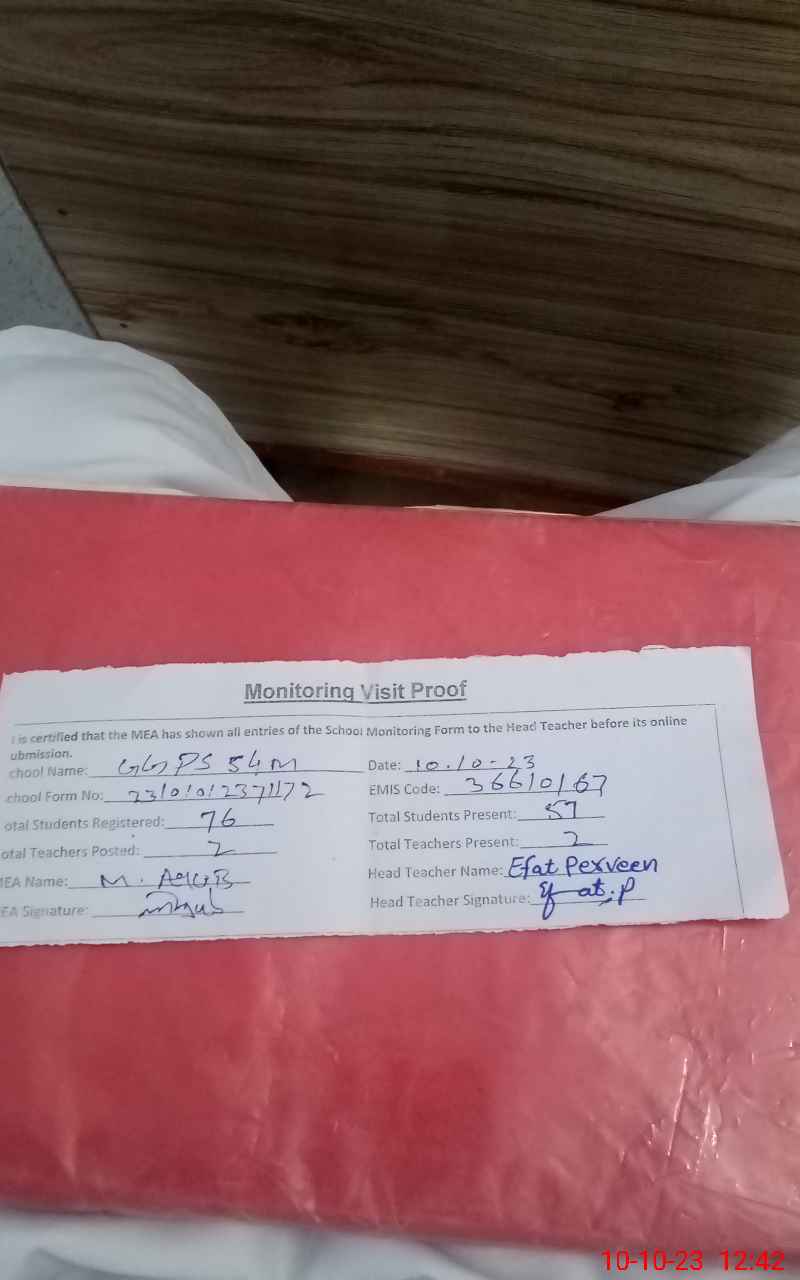 Monitoring Visit Proof
is certified that the MEA has shown all entries of the School Monitoring Form to the Head Teacher before its online
ubmission.
chool Name: GGPS 54M Date: 10.10-23
chool Form No: EMIS Code: 36610167
otal Students Registered: 76 Total Students Present: 57
otal Teachers Posted: 2 Total Teachers Present: 2
MEA Name: M. AYUB Head Teacher Name: Efat Perveen
EA Signature: Head Teacher Signature: Efat.P
10-10-23 12:42